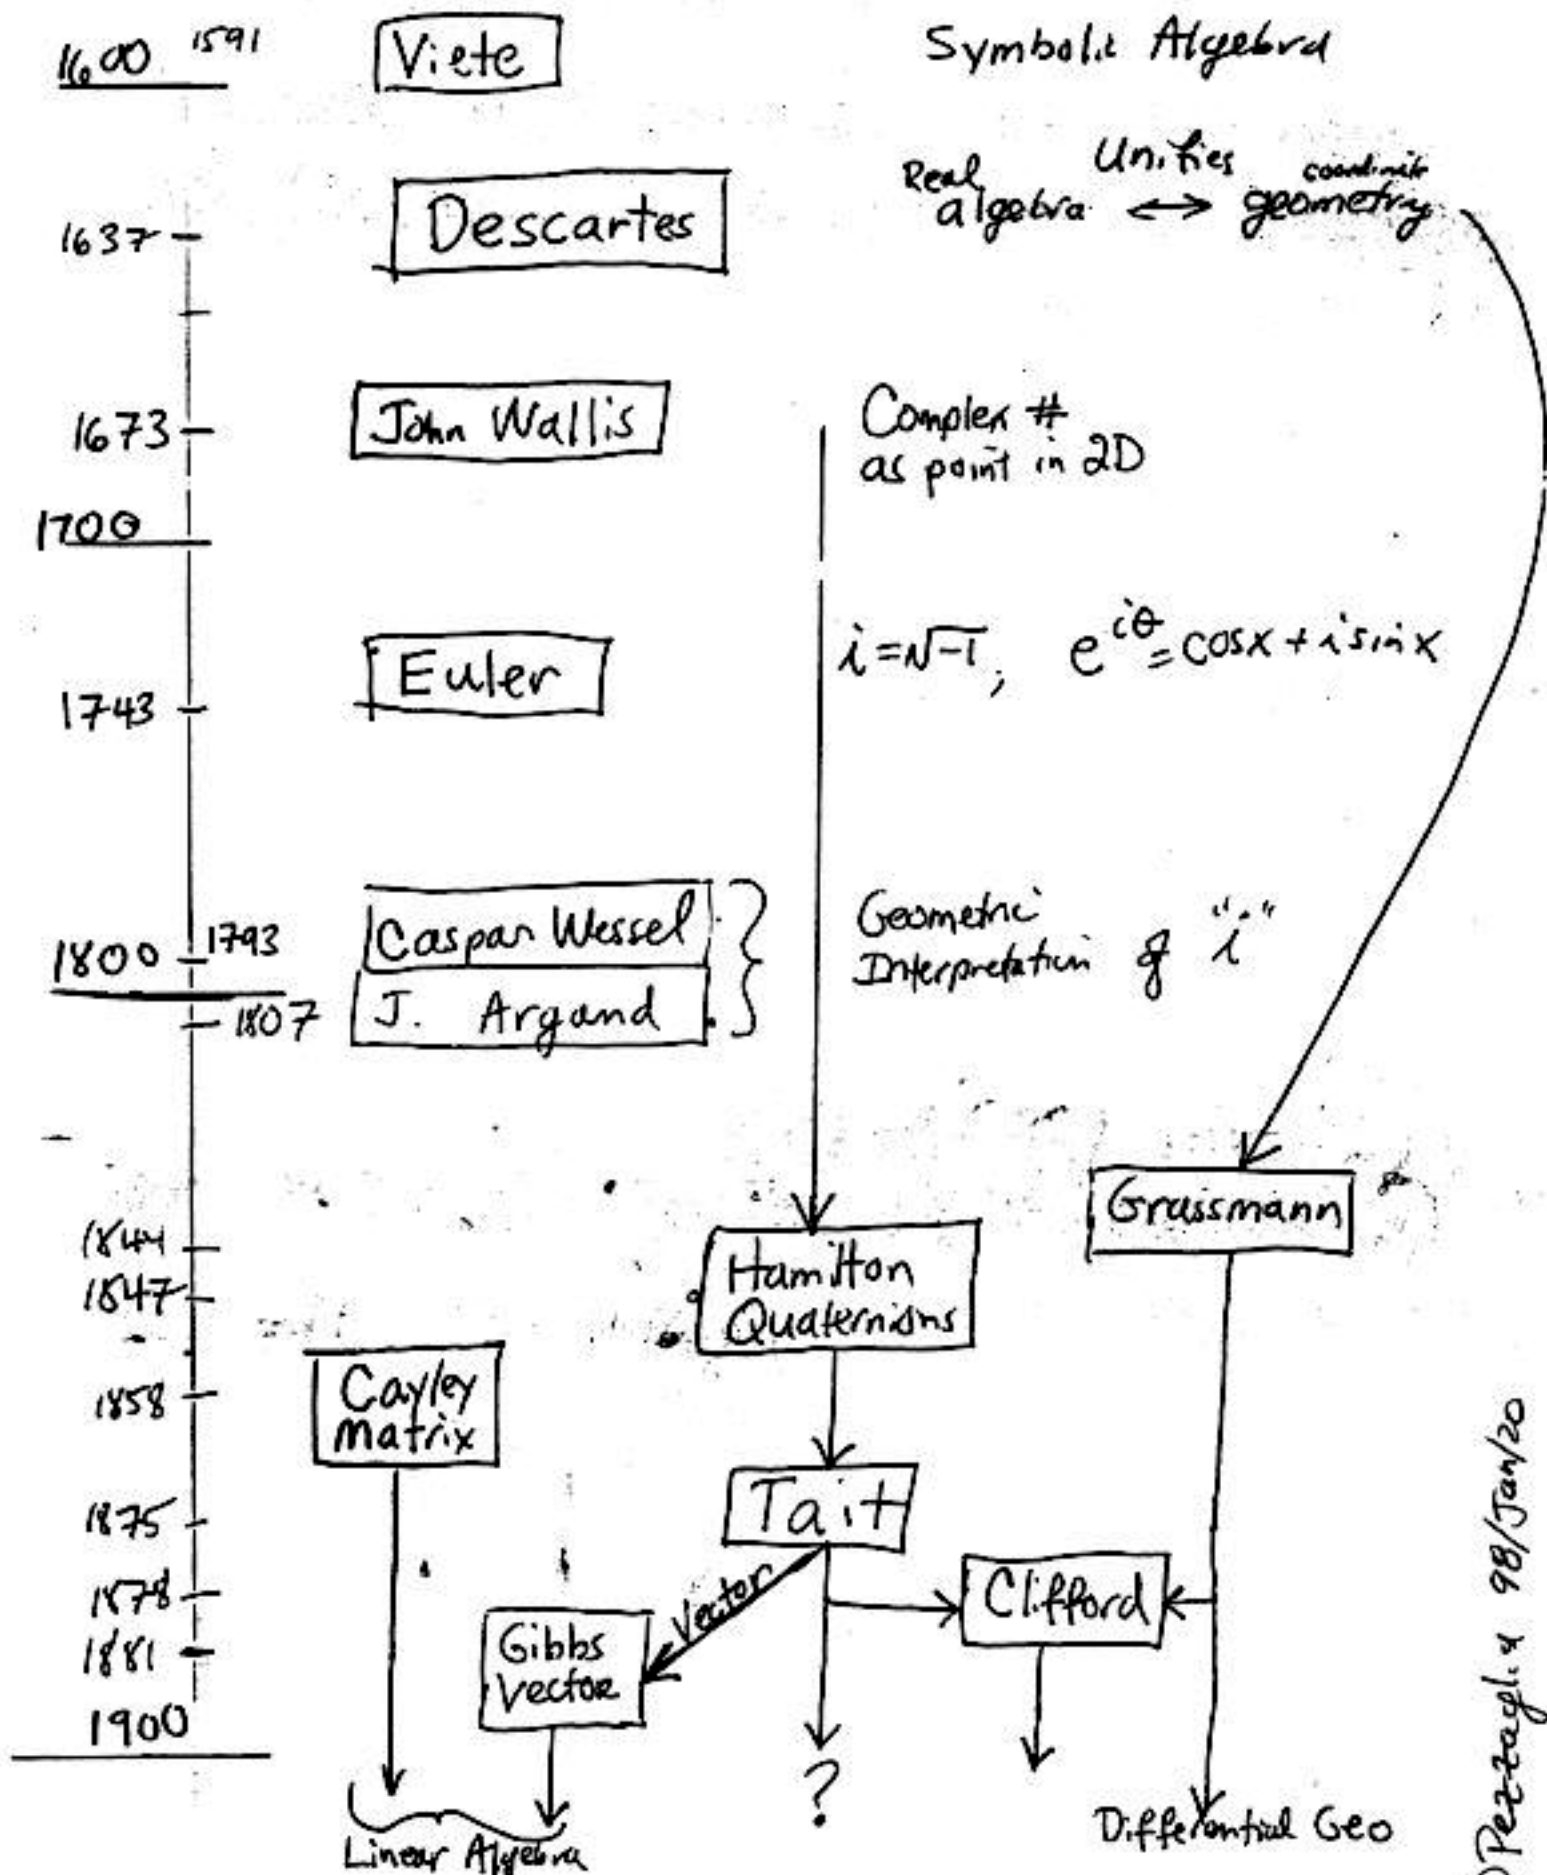 1600 1591 Viete Symbolic Algebra
Real Unifies coordinate
algebra ↔ geometry
1637 Descartes
1673 John Wallis Complex #
as point in 2D
1700
i=√-1, e^iθ = cosx + i sinx
1743 Euler
Caspar Wessel Geometric
1800 1793 Interpretation of "i"
1807 J. Argand
Grassmann
1844 Hamilton
1847 Quaternions
1858 Cayley
matrix
1875 Tait
1878 Vector Clifford
1881 Gibbs
Vector
1900
?
Linear Algebra
Differential Geo
Pezzaglia 98/Jan/20